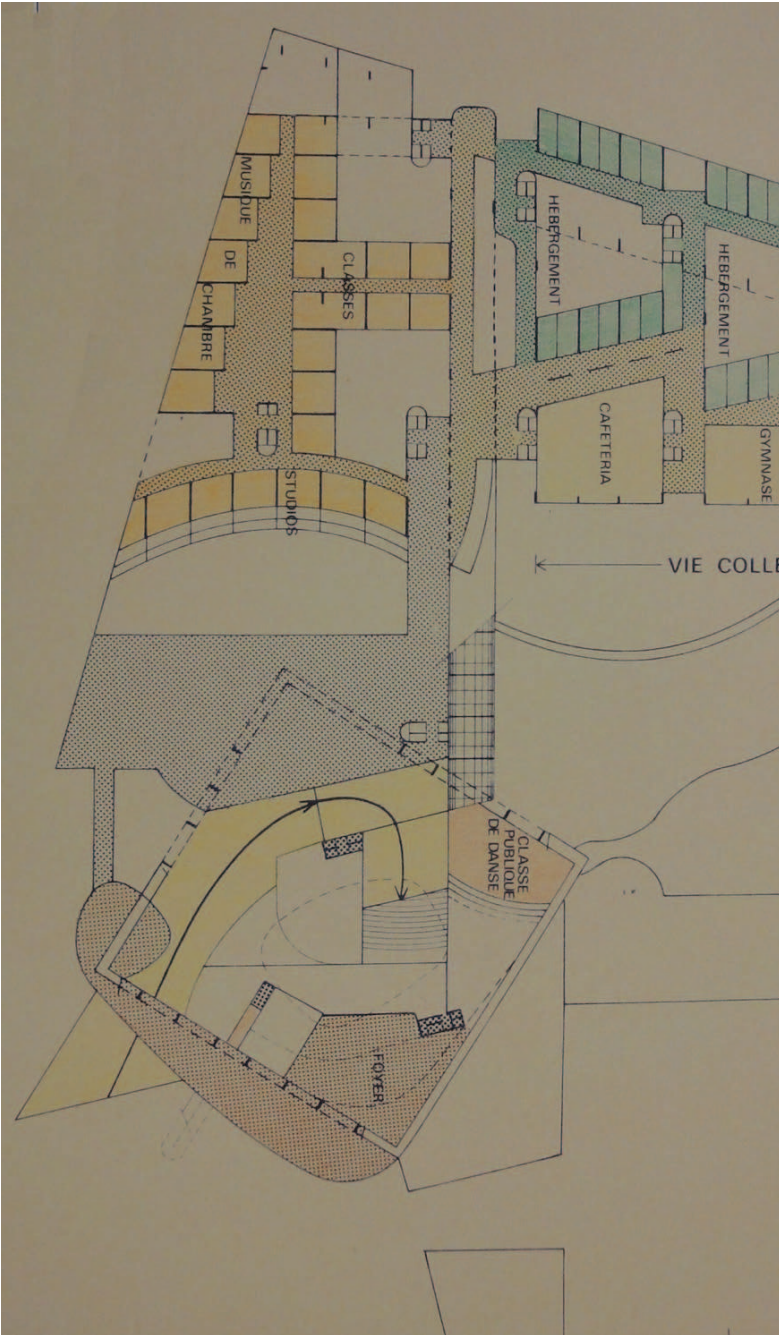 MUSIQUE
DE
CHAMBRE
CLASSES
STUDIOS
HEBERGEMENT
HEBERGEMENT
CAFETERIA
GYMNASE
VIE COLLE
CLASSE
PUBLIQUE
DE DANSE
FOYER